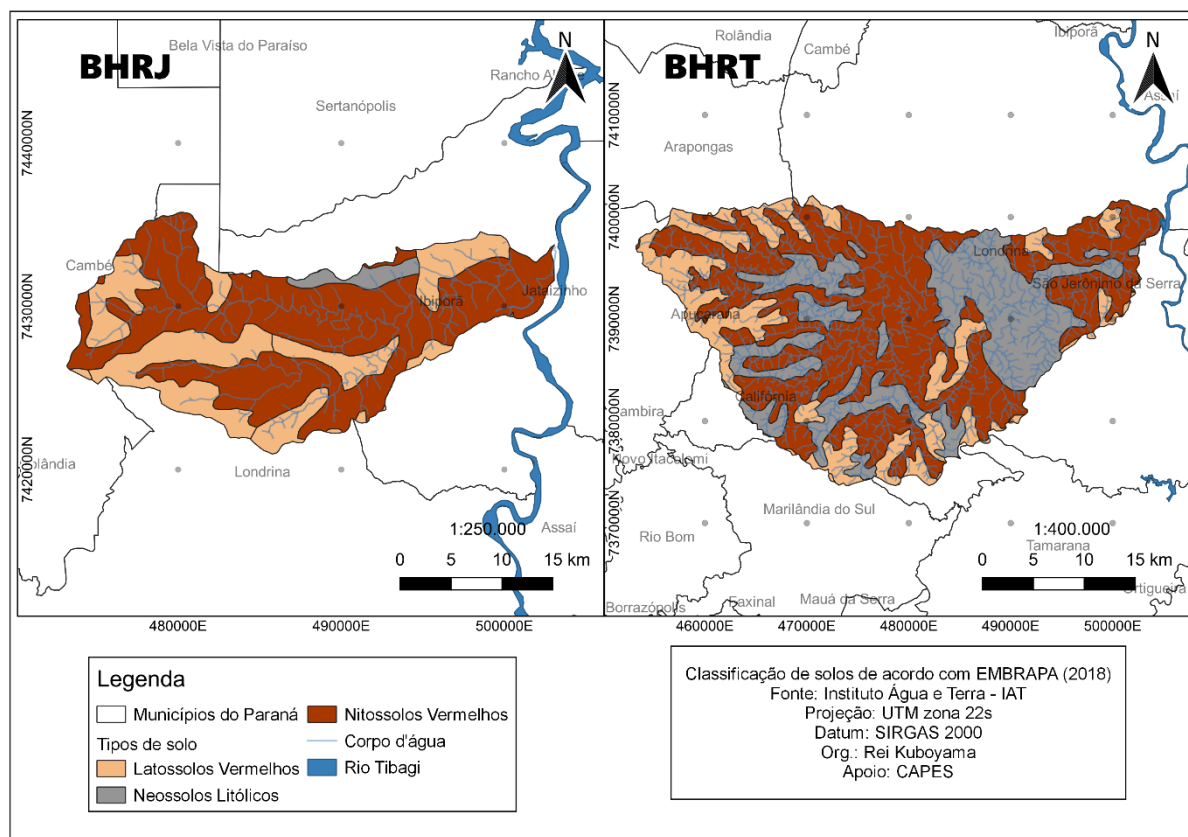 BHRJ
Bela Vista do Paraíso
N
Rancho Al
Sertanópolis
Cambé
Ibiporã
Jataizinho
Londrina
Assaí
7440000N
7430000N
7420000N
1:250.000
0 5 10 15 km
480000E 490000E 500000E
BHRT
Rolândia
Cambé
Ibiporã
N
Assaí
Arapongas
Londrina
São Jerônimo da Serra
Apucarana
Califórnia
Novo Itacolomi
Marilândia do Sul
Rio Bom
Tamarana
Borrazópolis
Faxinal
Mauá da Serra
7410000N
7400000N
7390000N
7380000N
7370000N
1:400.000
0 5 10 15 km
460000E 470000E 480000E 490000E 500000E
Legenda
Municípios do Paraná
Tipos de solo
Latossolos Vermelhos
Neossolos Litólicos
Nitossolos Vermelhos
Corpo d'água
Rio Tibagi
Classificação de solos de acordo com EMBRAPA (2018)
Fonte: Instituto Água e Terra - IAT
Projeção: UTM zona 22s
Datum: SIRGAS 2000
Org.: Rei Kuboyama
Apoio: CAPES